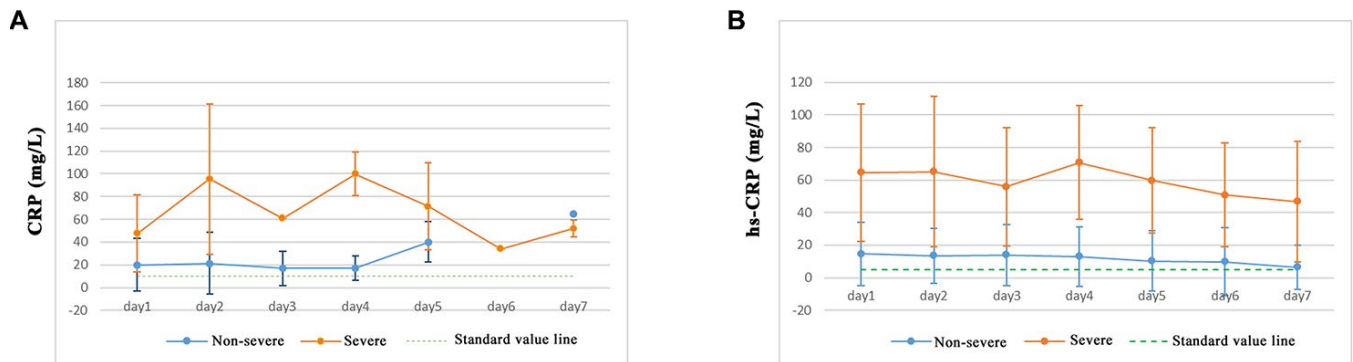 A
CRP (mg/L)
180
160
140
120
100
80
60
40
20
0
-20
day1 day2 day3 day4 day5 day6 day7
Non-severe Severe Standard value line
B
hs-CRP (mg/L)
120
100
80
60
40
20
0
-20
day1 day2 day3 day4 day5 day6 day7
Non-severe Severe Standard value line